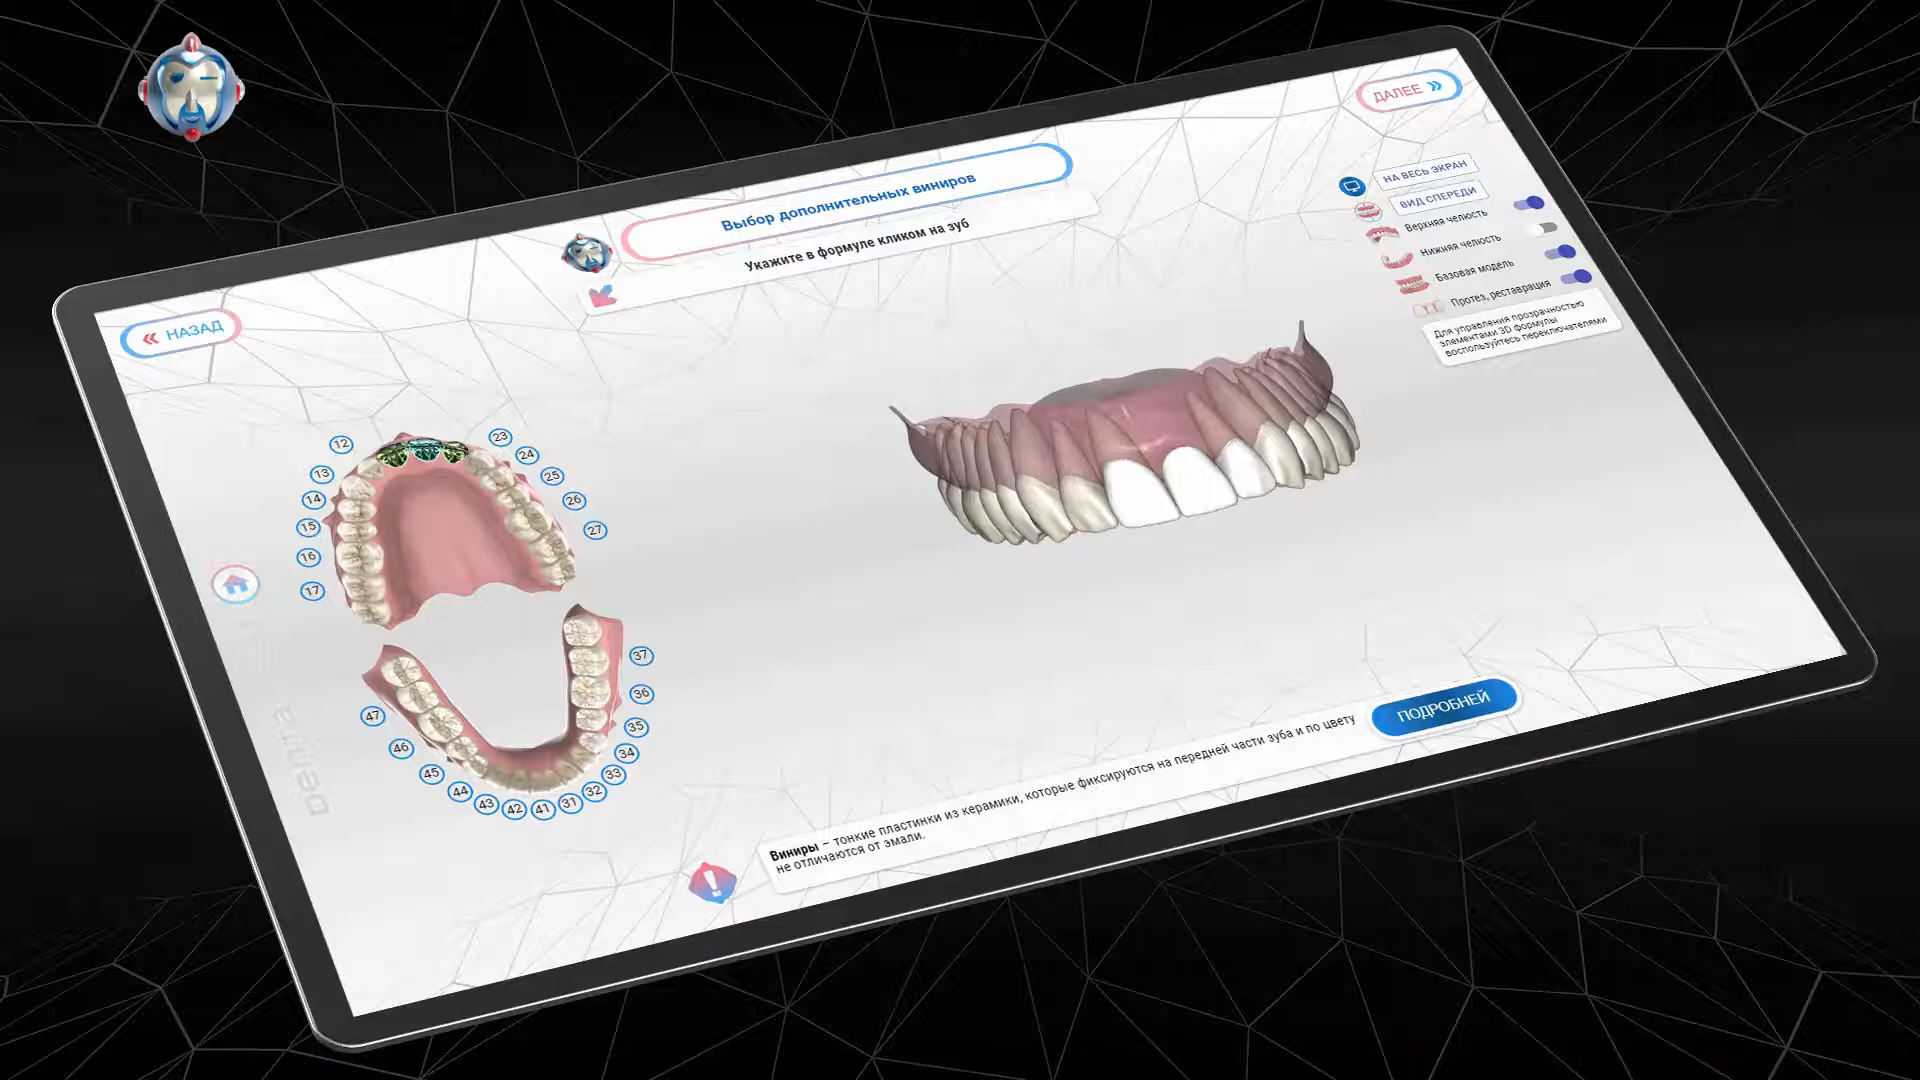 ДАЛЕЕ
Выбор дополнительных виниров
Укажите в формуле кликом на зуб
НА ВЕСЬ ЭКРАН
ВИД СПЕРЕДИ
Верхняя челюсть
Нижняя челюсть
Базовая модель
Протез, реставрация
Для управления прозрачностью
элементами 3D формулы
воспользуйтесь переключателями
НАЗАД
12
13
14
15
16
17
23
24
25
26
27
47
46
45
44
43
42
41
31
32
33
34
35
36
37
Виниры – тонкие пластинки из керамики, которые фиксируются на передней части зуба и по цвету
не отличаются от эмали.
ПОДРОБНЕЙ